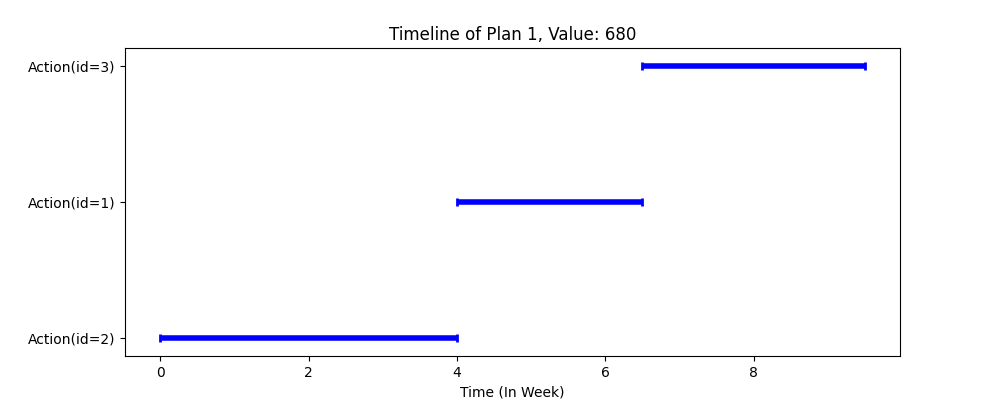 Timeline of Plan 1, Value: 680
Action(id=3)
Action(id=1)
Action(id=2)
0 2 4 6 8
Time (In Week)